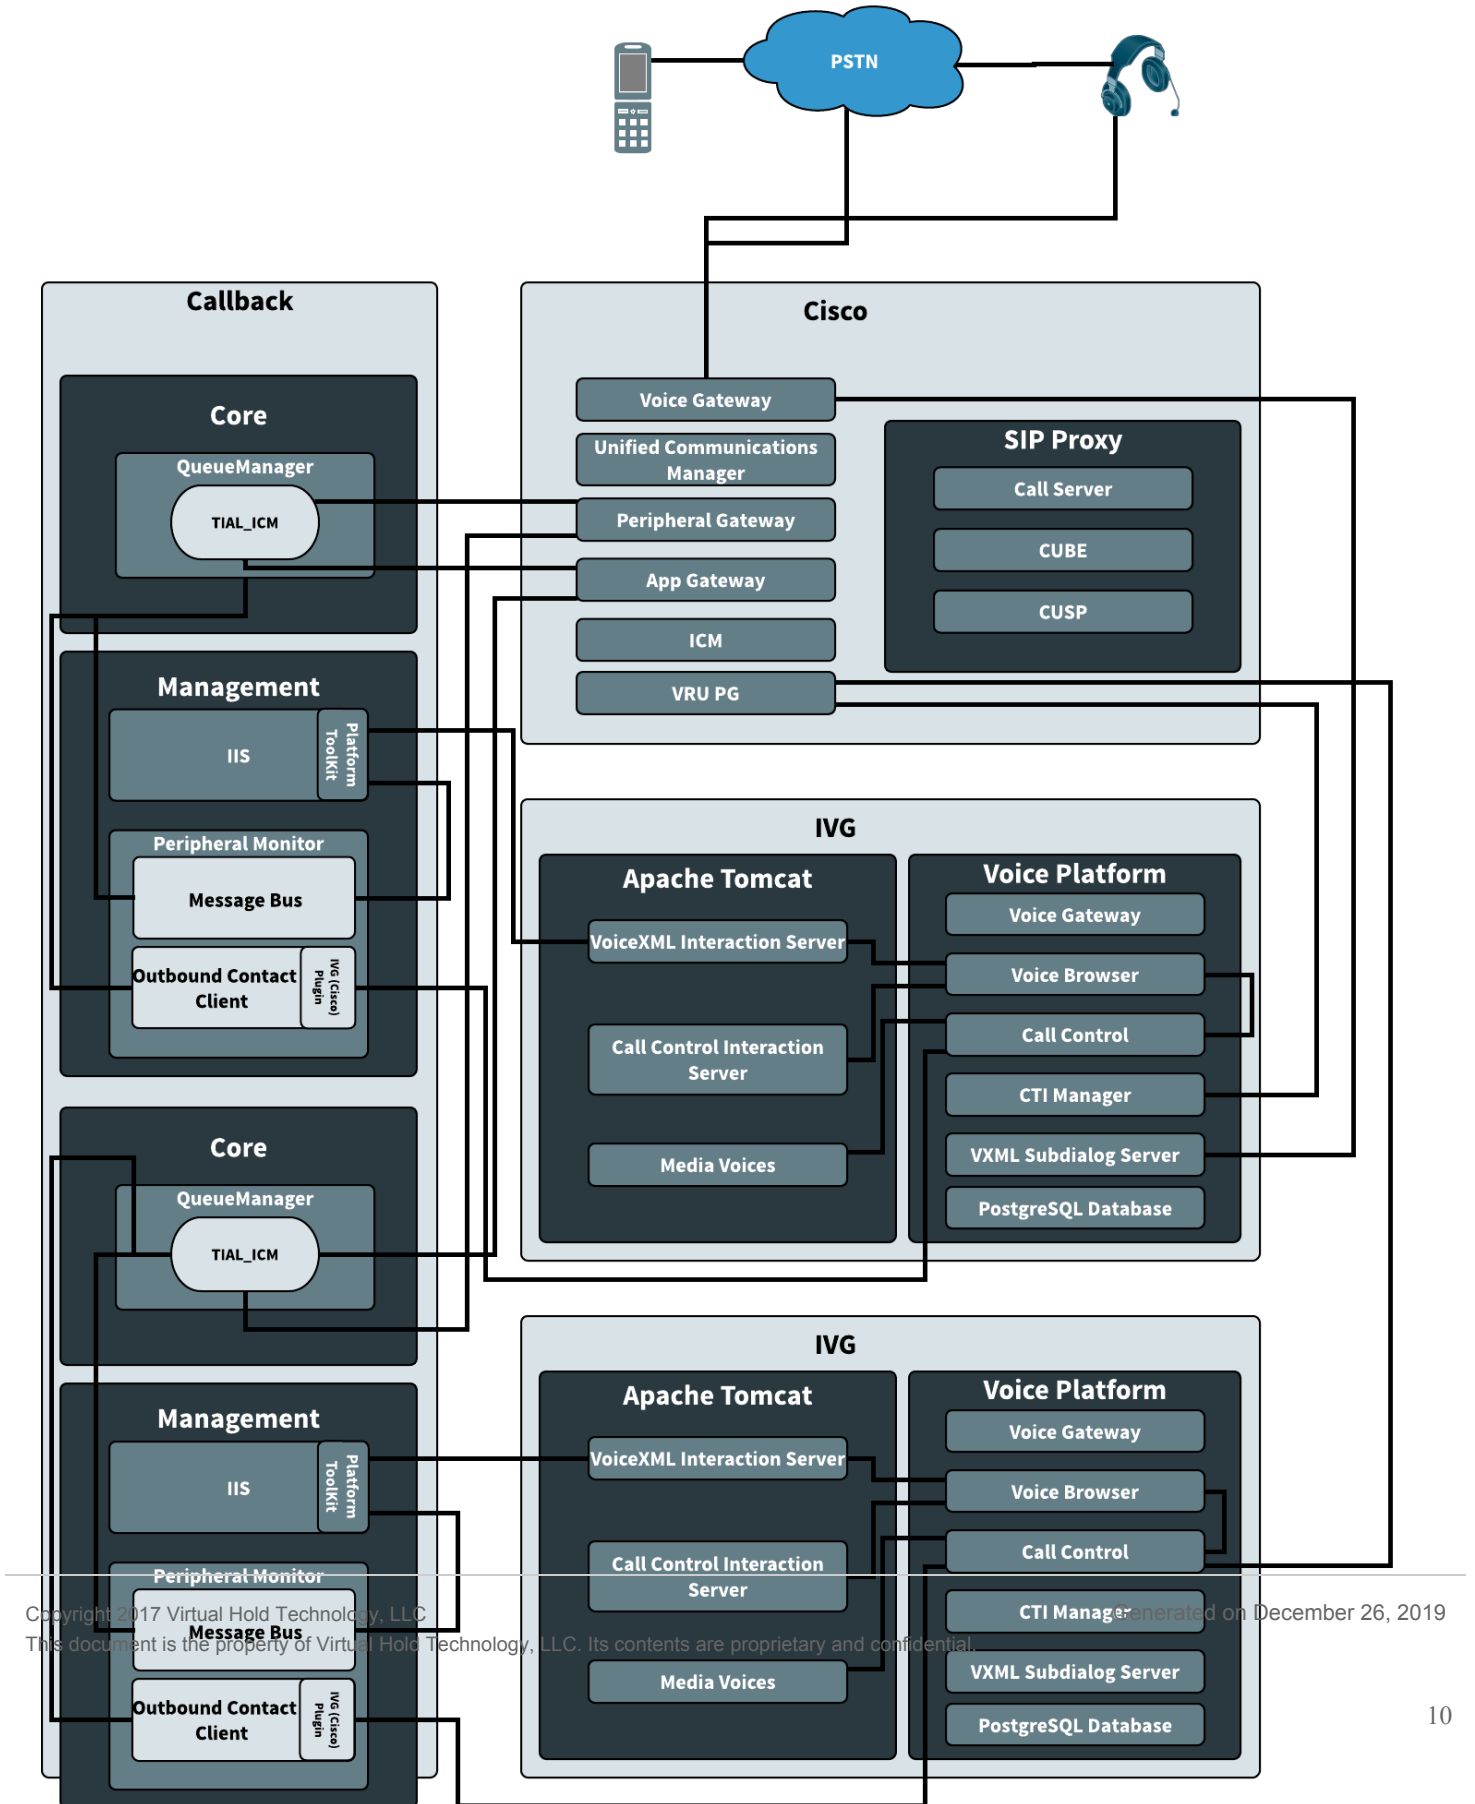 PSTN
Callback
Core
QueueManager
TIAL_ICM
Management
IIS
Platform
ToolKit
Peripheral Monitor
Message Bus
Outbound Contact
Client
IVG (Cisco)
Plugin
Core
QueueManager
TIAL_ICM
Management
IIS
Platform
ToolKit
Peripheral Monitor
Message Bus
Outbound Contact
Client
IVG (Cisco)
Plugin
Cisco
Voice Gateway
Unified Communications
Manager
Peripheral Gateway
App Gateway
ICM
VRU PG
SIP Proxy
Call Server
CUBE
CUSP
IVG
Apache Tomcat
VoiceXML Interaction Server
Call Control Interaction
Server
Media Voices
Voice Platform
Voice Gateway
Voice Browser
Call Control
CTI Manager
VXML Subdialog Server
PostgreSQL Database
IVG
Apache Tomcat
VoiceXML Interaction Server
Call Control Interaction
Server
Media Voices
Voice Platform
Voice Gateway
Voice Browser
Call Control
CTI Manager
VXML Subdialog Server
PostgreSQL Database
Copyright 2017 Virtual Hold Technology, LLC
Generated on December 26, 2019
This document is the property of Virtual Hold Technology, LLC. Its contents are proprietary and confidential.
10